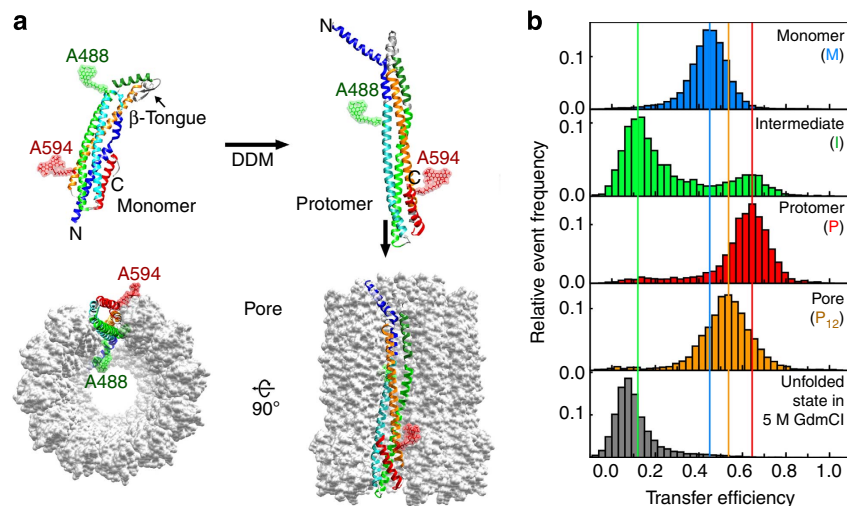 a
A488
β-Tongue
A594
C
Monomer
N
DDM
N
A488
A594
C
Protomer
A594
A488
Pore
90°
b
Relative event frequency
0.1
0.0
Monomer
(M)
0.1
0.0
Intermediate
(I)
0.1
0.0
Protomer
(P)
0.1
0.0
Pore
(P12)
0.1
Unfolded
state in
5 M GdmCl
0.0 0.2 0.4 0.6 0.8 1.0
Transfer efficiency